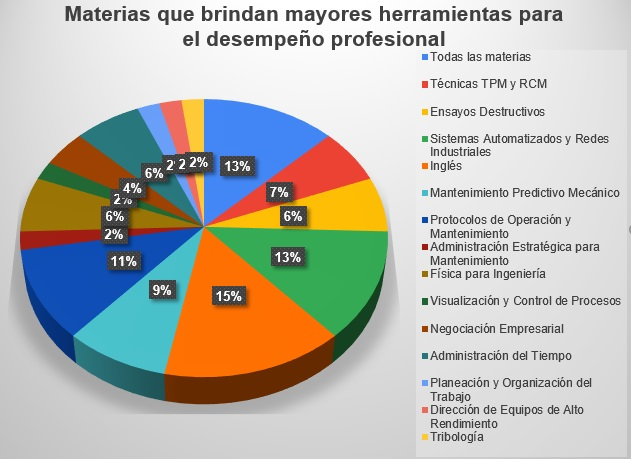 Materias que brindan mayores herramientas para
el desempeño profesional
Todas las materias
Técnicas TPM y RCM
Ensayos Destructivos
Sistemas Automatizados y Redes
Industriales
Inglés
Mantenimiento Predictivo Mecánico
Protocolos de Operación y
Mantenimiento
Administración Estratégica para
Mantenimiento
Física para Ingeniería
Visualización y Control de Procesos
Negociación Empresarial
Administración del Tiempo
Planeación y Organización del
Trabajo
Dirección de Equipos de Alto
Rendimiento
Tribología
13%
7%
6%
13%
15%
9%
11%
2%
6%
2%
4%
6%
2
2
2%